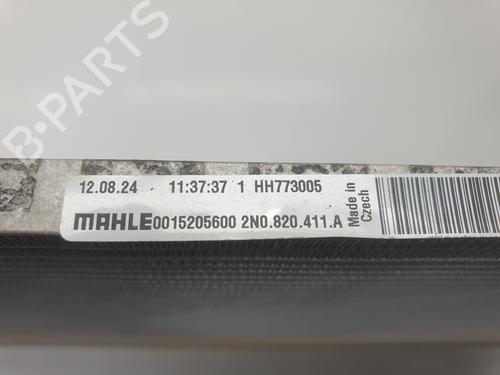 B-PARTS
12.08.24 11:37:37 1 HH773005
MAHLE 0015205600 2N0.820.411.A
Made in
Czech